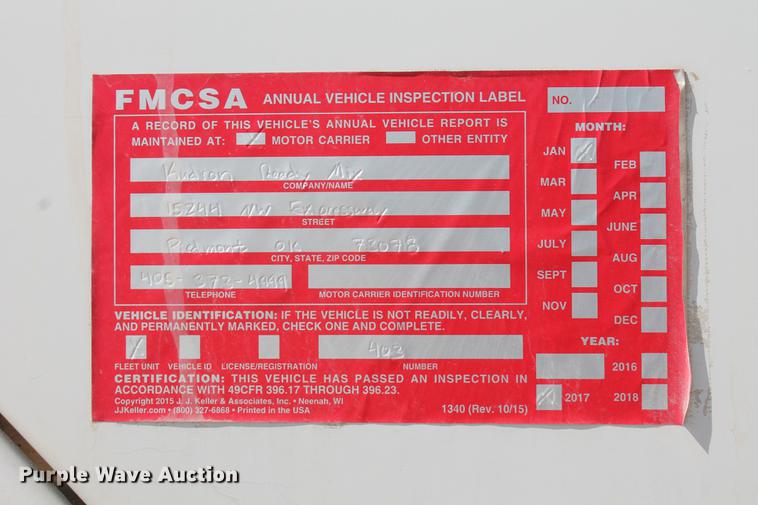 FMCSA ANNUAL VEHICLE INSPECTION LABEL NO.
A RECORD OF THIS VEHICLE'S ANNUAL VEHICLE REPORT IS
MAINTAINED AT: MOTOR CARRIER OTHER ENTITY
Kudron Ready Mix
COMPANY/NAME
15244 NW Expressway
STREET
Piedmont OK 73078
CITY, STATE, ZIP CODE
405-373-4999
TELEPHONE MOTOR CARRIER IDENTIFICATION NUMBER
VEHICLE IDENTIFICATION: IF THE VEHICLE IS NOT READILY, CLEARLY,
AND PERMANENTLY MARKED, CHECK ONE AND COMPLETE.
403
FLEET UNIT VEHICLE ID LICENSE/REGISTRATION NUMBER
CERTIFICATION: THIS VEHICLE HAS PASSED AN INSPECTION IN
ACCORDANCE WITH 49CFR 396.17 THROUGH 396.23.
Copyright 2015 J. J. Keller & Associates, Inc. • Neenah, WI
JJKeller.com • (800) 327-6868 • Printed in the USA 1340 (Rev. 10/15)
MONTH:
JAN FEB
MAR APR
MAY JUNE
JULY AUG
SEPT OCT
NOV DEC
YEAR:
2016
2017 2018
Purple Wave Auction